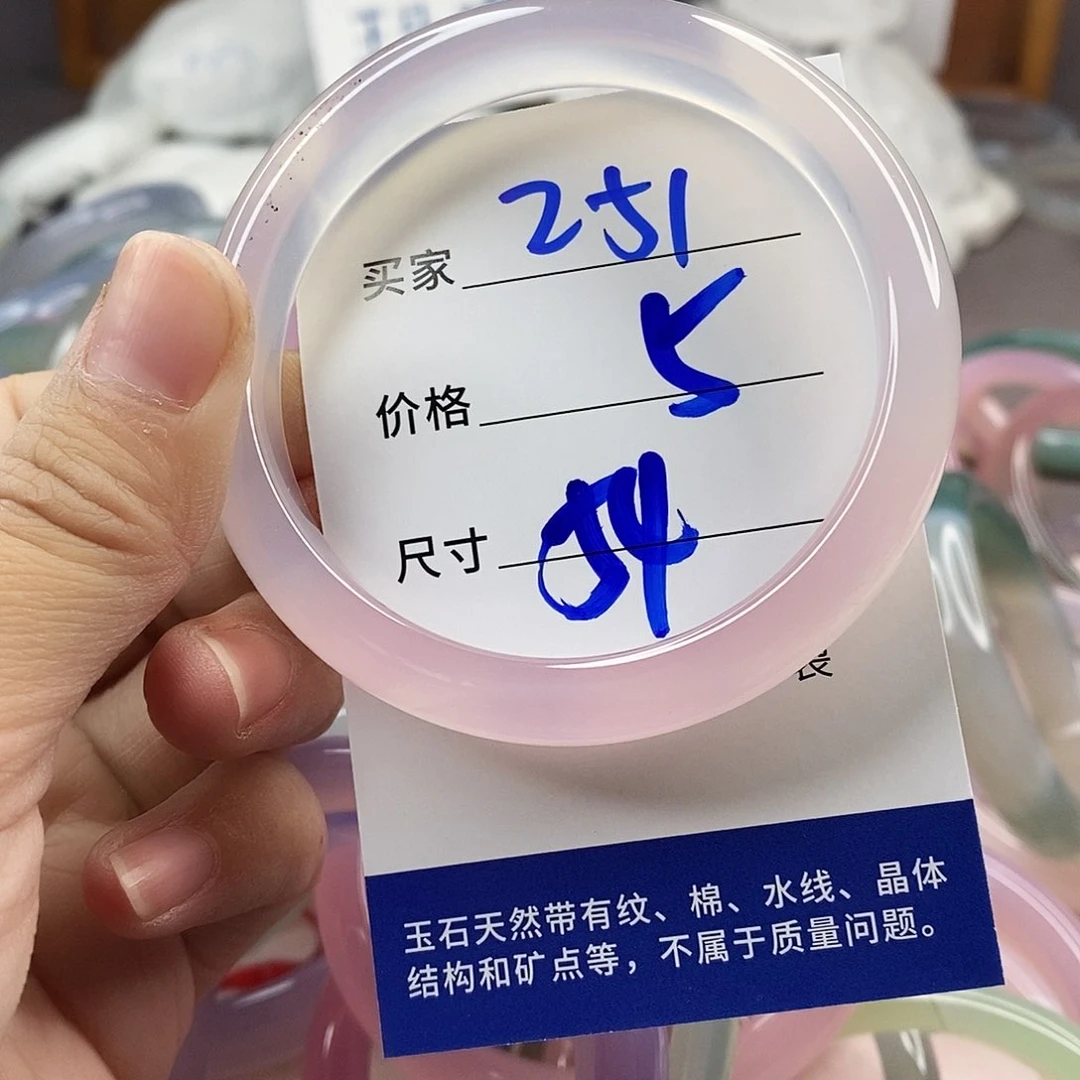 买家 251
价格 5
尺寸 54
玉石天然带有纹、棉、水线、晶体
结构和矿点等，不属于质量问题。